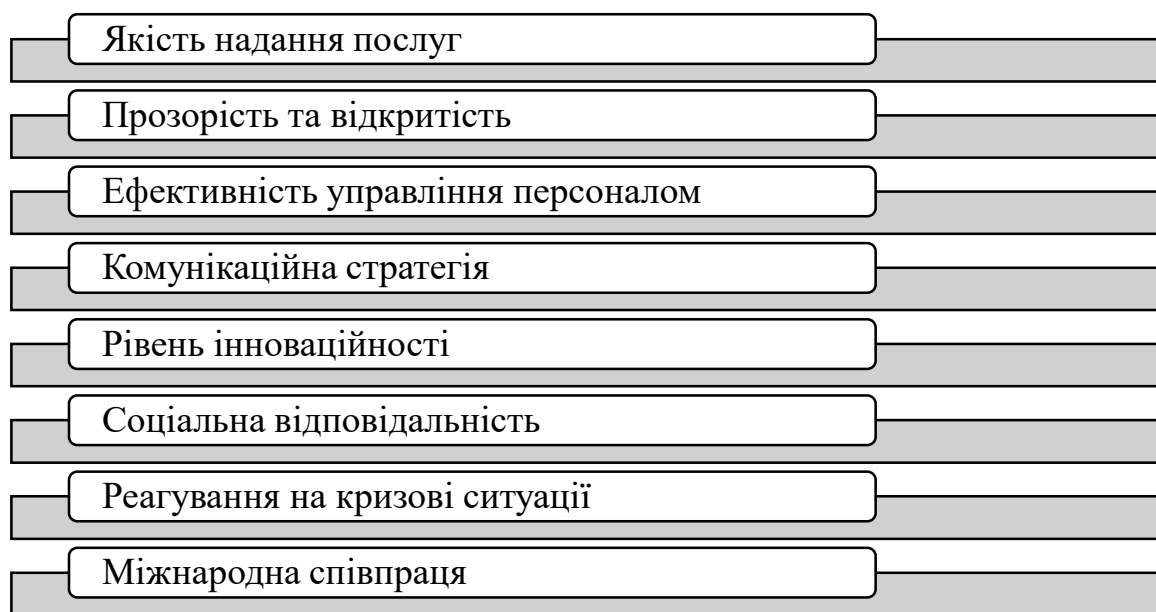 Якість надання послуг
Прозорість та відкритість
Ефективність управління персоналом
Комунікаційна стратегія
Рівень інноваційності
Соціальна відповідальність
Реагування на кризові ситуації
Міжнародна співпраця